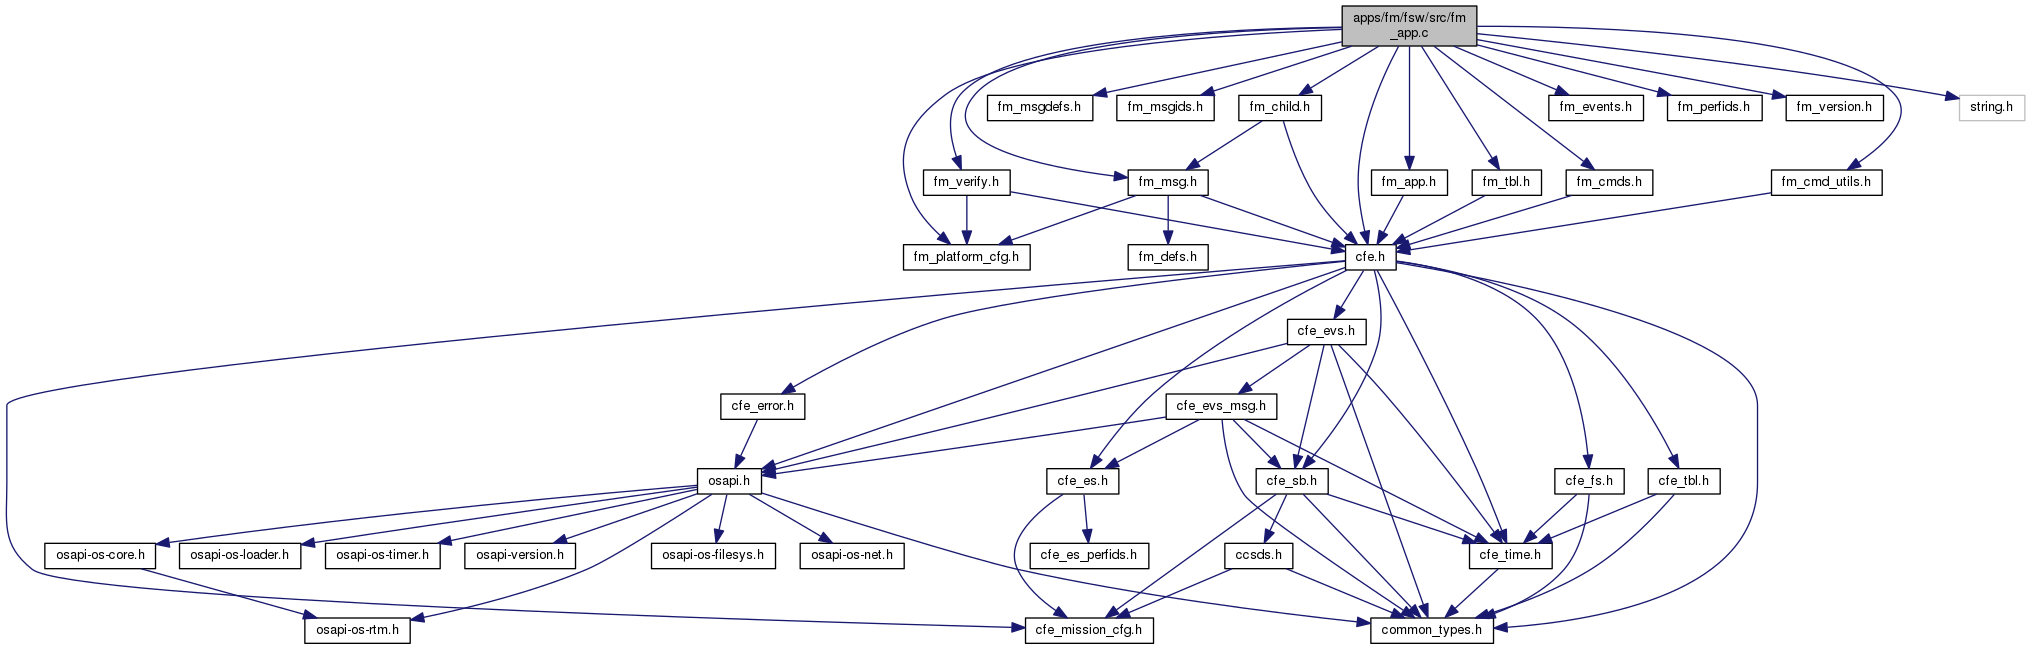 apps/fm/fsw/src/fm
_app.c
fm_msgdefs.h
fm_msgids.h
fm_child.h
fm_events.h
fm_perfids.h
fm_version.h
string.h
fm_verify.h
fm_msg.h
fm_app.h
fm_tbl.h
fm_cmds.h
fm_cmd_utils.h
fm_platform_cfg.h
fm_defs.h
cfe.h
cfe_evs.h
cfe_error.h
cfe_evs_msg.h
osapi.h
cfe_es.h
cfe_sb.h
cfe_fs.h
cfe_tbl.h
osapi-os-core.h
osapi-os-loader.h
osapi-os-timer.h
osapi-version.h
osapi-os-filesys.h
osapi-os-net.h
cfe_es_perfids.h
ccsds.h
cfe_time.h
osapi-os-rtm.h
cfe_mission_cfg.h
common_types.h